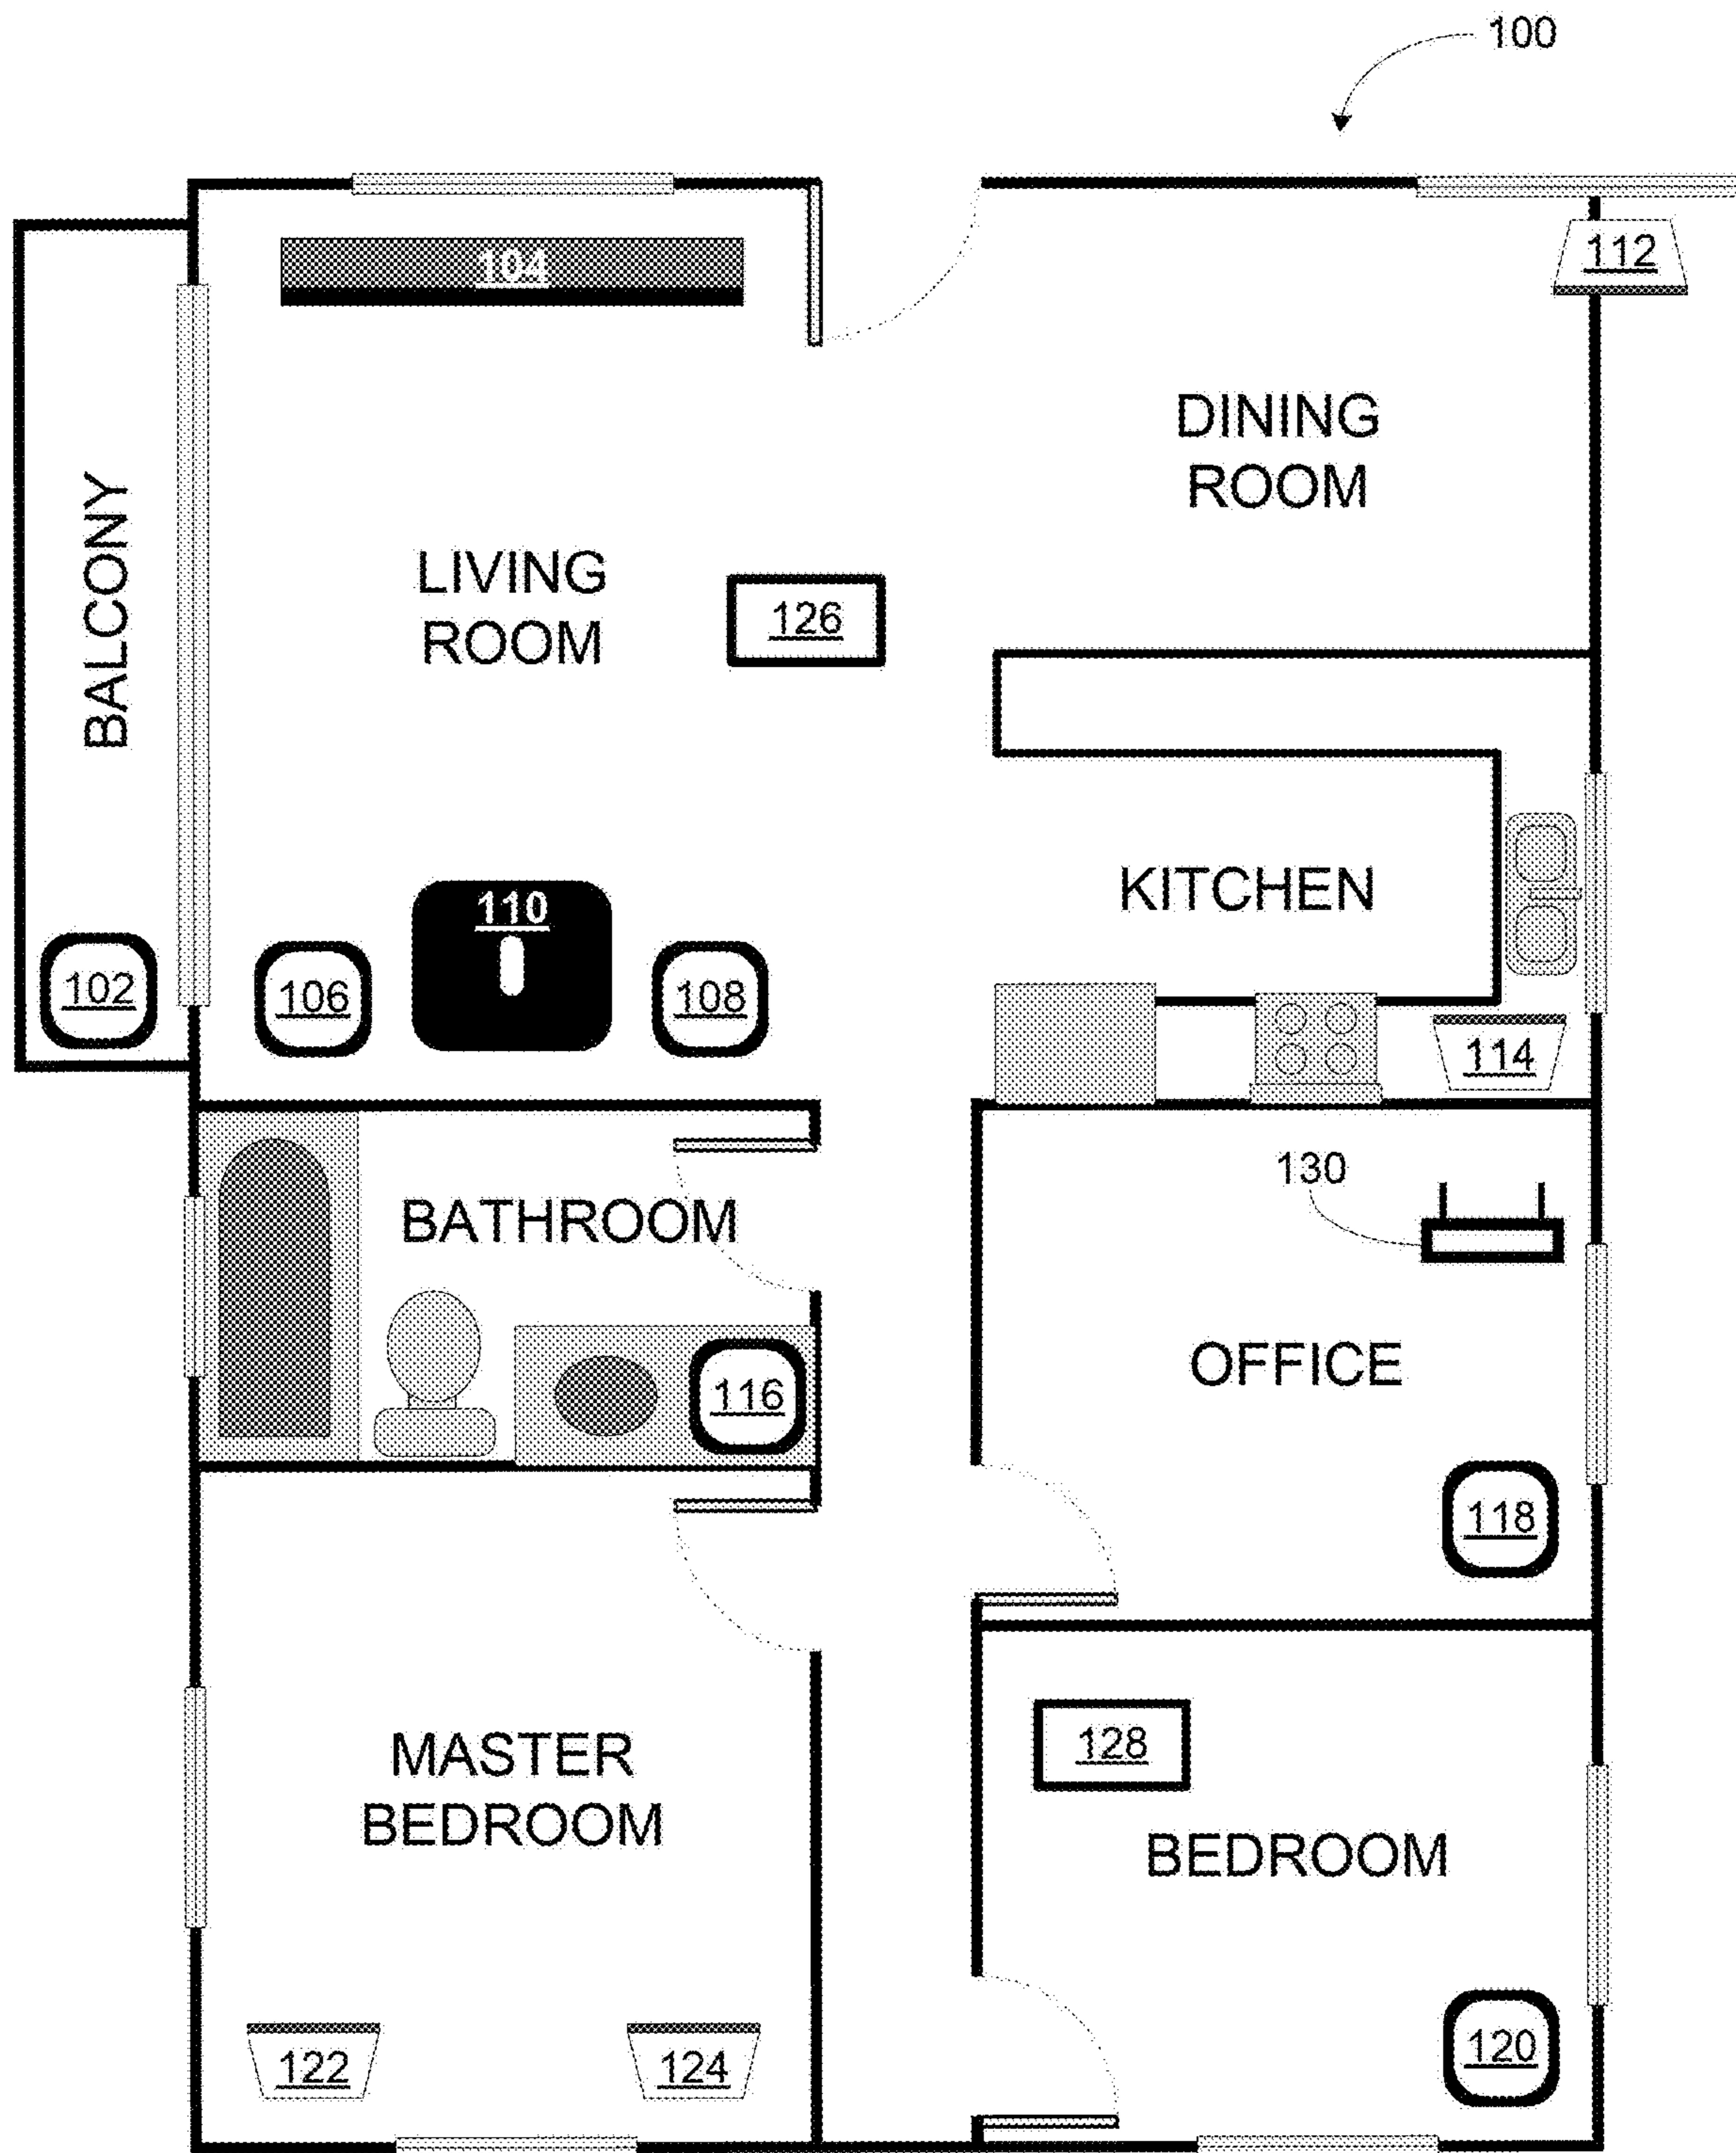 100
104
112
DINING
ROOM
BALCONY
LIVING
ROOM
126
KITCHEN
110
102
106
108
114
130
BATHROOM
OFFICE
116
118
128
MASTER
BEDROOM
BEDROOM
122
124
120